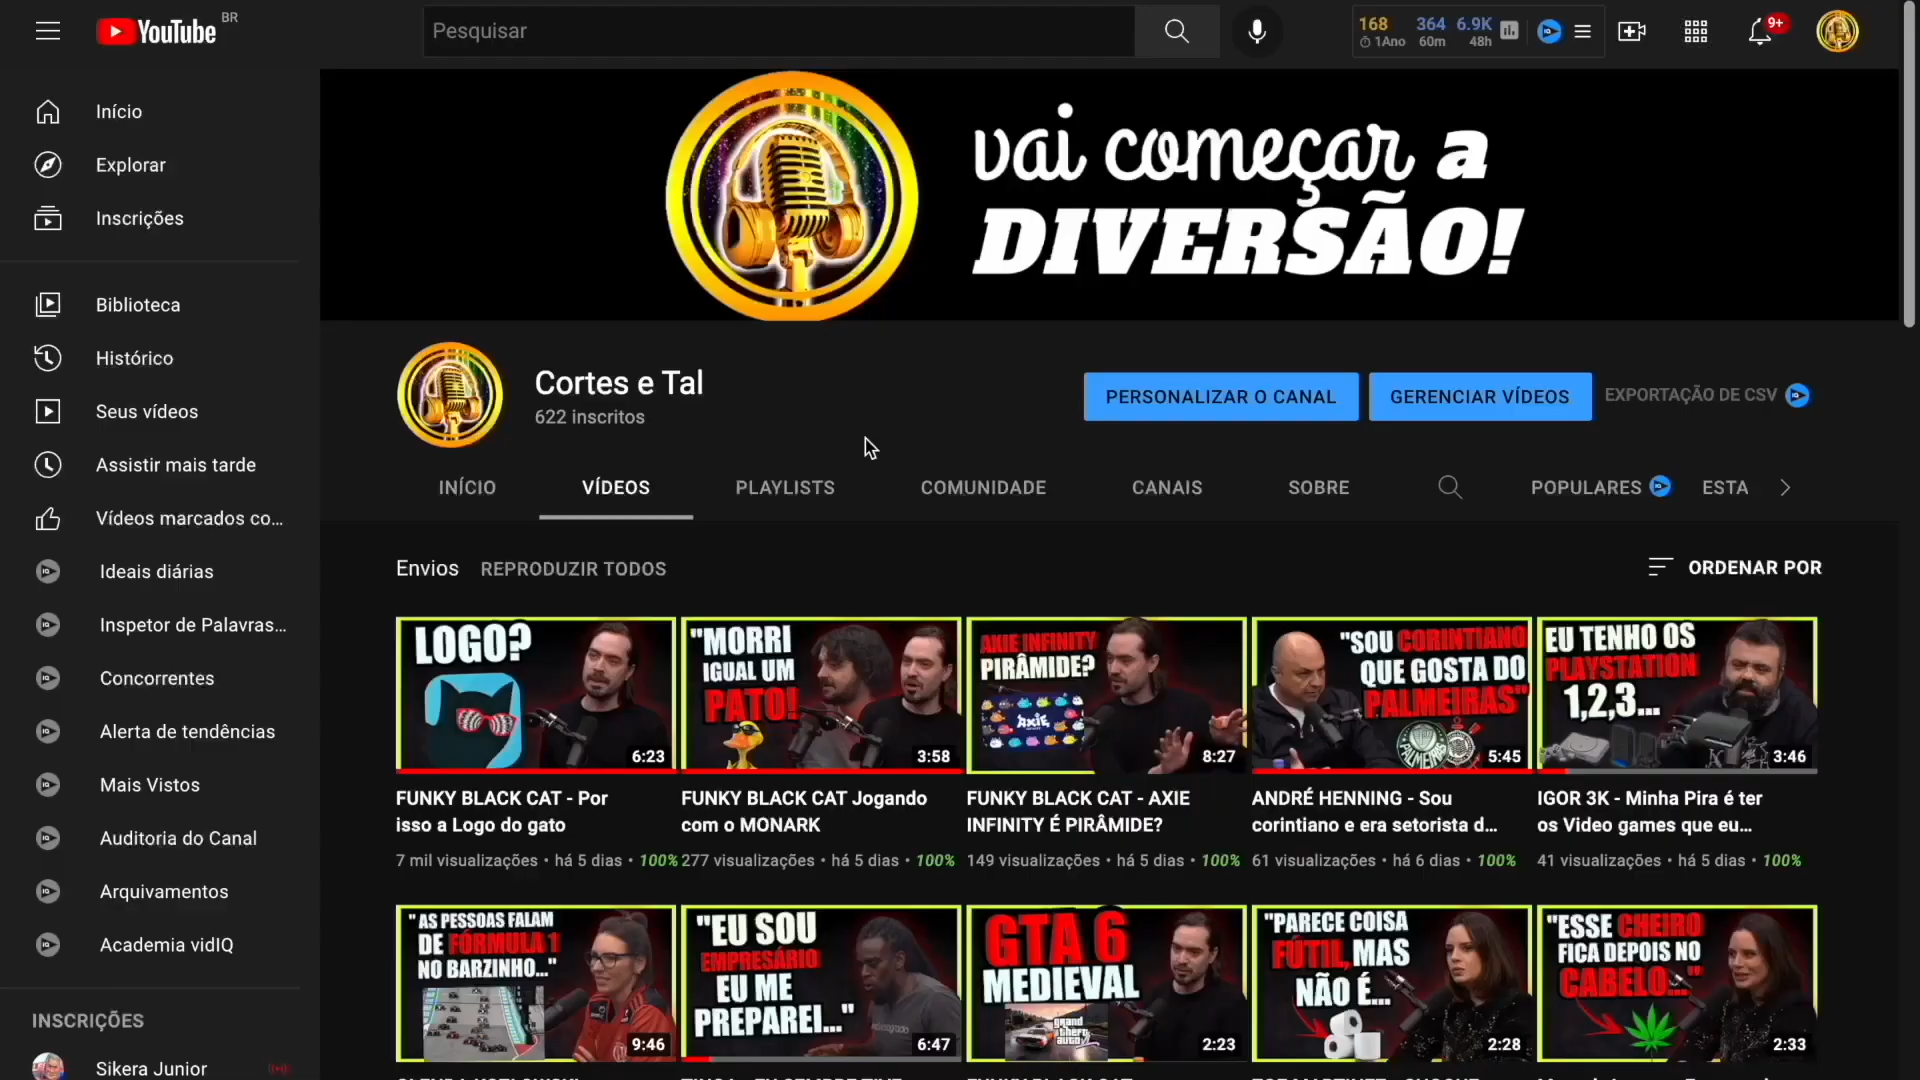 YouTube BR
Pesquisar
168 364 6.9K
1Ano 60m 48h
9+
Início
Explorar
Inscrições
Biblioteca
Histórico
Seus vídeos
Assistir mais tarde
Vídeos marcados co...
Ideais diárias
Inspetor de Palavras...
Concorrentes
Alerta de tendências
Mais Vistos
Auditoria do Canal
Arquivamentos
Academia vidIQ
INSCRIÇÕES
Sikera Junior
vai começar a
DIVERSÃO!
Cortes e Tal
622 inscritos
PERSONALIZAR O CANAL
GERENCIAR VÍDEOS
EXPORTAÇÃO DE CSV
INÍCIO VÍDEOS PLAYLISTS COMUNIDADE CANAIS SOBRE POPULARES ESTA
Envios REPRODUZIR TODOS ORDENAR POR
LOGO?
6:23
FUNKY BLACK CAT - Por
isso a Logo do gato
7 mil visualizações • há 5 dias • 100%
"MORRI
IGUAL UM
PATO!
3:58
FUNKY BLACK CAT Jogando
com o MONARK
277 visualizações • há 5 dias • 100%
AXIE INFINITY
PIRÂMIDE?
AXIE
8:27
FUNKY BLACK CAT - AXIE
INFINITY É PIRÂMIDE?
149 visualizações • há 5 dias • 100%
"SOU CORINTIANO
QUE GOSTA DO
PALMEIRAS"
5:45
ANDRÉ HENNING - Sou
corintiano e era setorista d...
61 visualizações • há 6 dias • 100%
EU TENHO OS
PLAYSTATION
1,2,3...
3:46
IGOR 3K - Minha Pira é ter
os Video games que eu...
41 visualizações • há 5 dias • 100%
"AS PESSOAS FALAM
DE FÓRMULA 1
NO BARZINHO..."
9:46
"EU SOU
EMPRESÁRIO
EU ME
PREPAREI..."
6:47
GTA 6
MEDIEVAL
grand
theft
auto
2:23
"PARECE COISA
FÚTIL, MAS
NÃO É...
2:28
"ESSE CHEIRO
FICA DEPOIS NO
CABELO..."
2:33